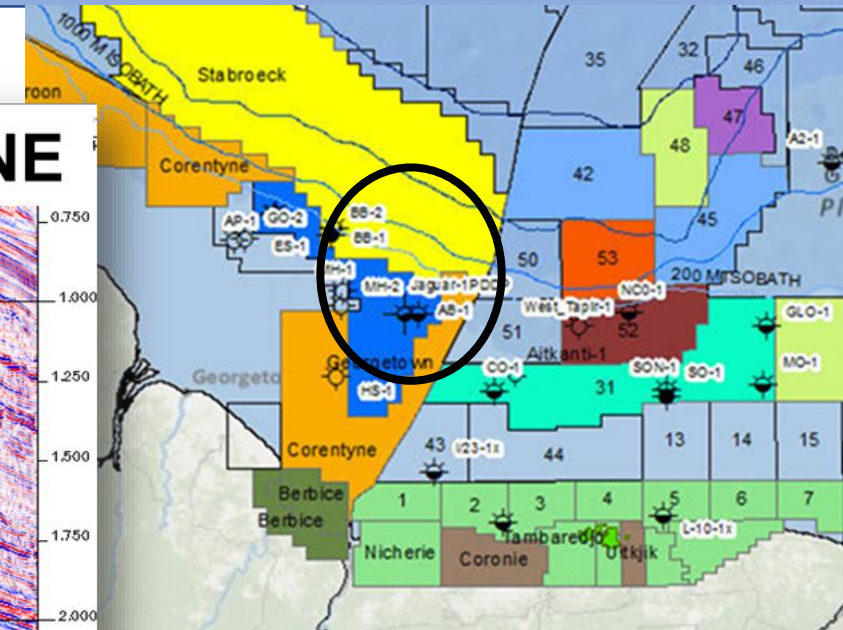 1000 M ISOBATH
Stabroeck
roon
NE
Corentyne
35
32
46
47
48
A2-1
42
45
0.750
AP-1
GO-2
BB-2
BB-1
ES-1
50
53
200 MTSOBATH
1.000
MH-1
MH-2
Jaguar-1
AB-1
West_Tapir-1
NCO-1
GLO-1
51
52
Aitkanti-1
Georgetown
1.250
Georgeto
HS-1
CO-1
31
SON-1
SO-1
MO-1
1.500
Corentyne
43
I/23-1x
44
13
14
15
Berbice
Berbice
1
2
3
4
5
6
7
1.750
L-10-1x
Nicherie
Coronie
Tambaredjo
Uitkjik
2.000